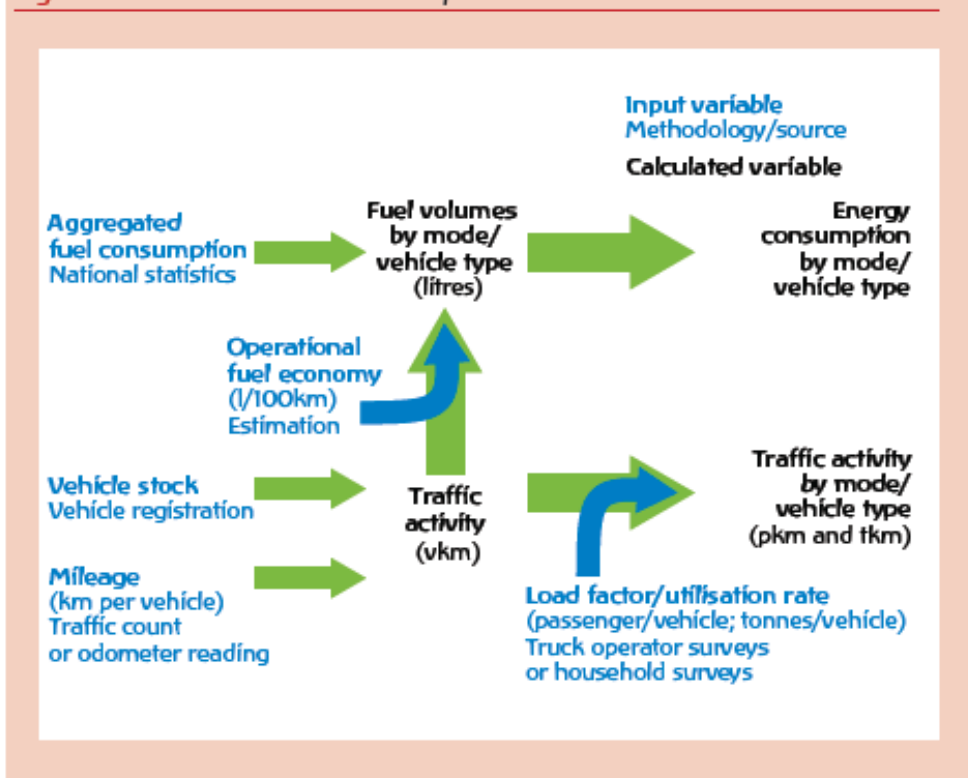 Input variable
Methodology/source
Calculated variable
Aggregated
fuel consumption
National statistics
Fuel volumes
by mode/
vehicle type
(litres)
Energy
consumption
by mode/
vehicle type
Operational
fuel economy
(l/100km)
Estimation
Vehicle stock
Vehicle registration
Mileage
(km per vehicle)
Traffic count
or odometer reading
Traffic
activity
(vkm)
Traffic activity
by mode/
vehicle type
(pkm and tkm)
Load factor/utilisation rate
(passenger/vehicle; tonnes/vehicle)
Truck operator surveys
or household surveys